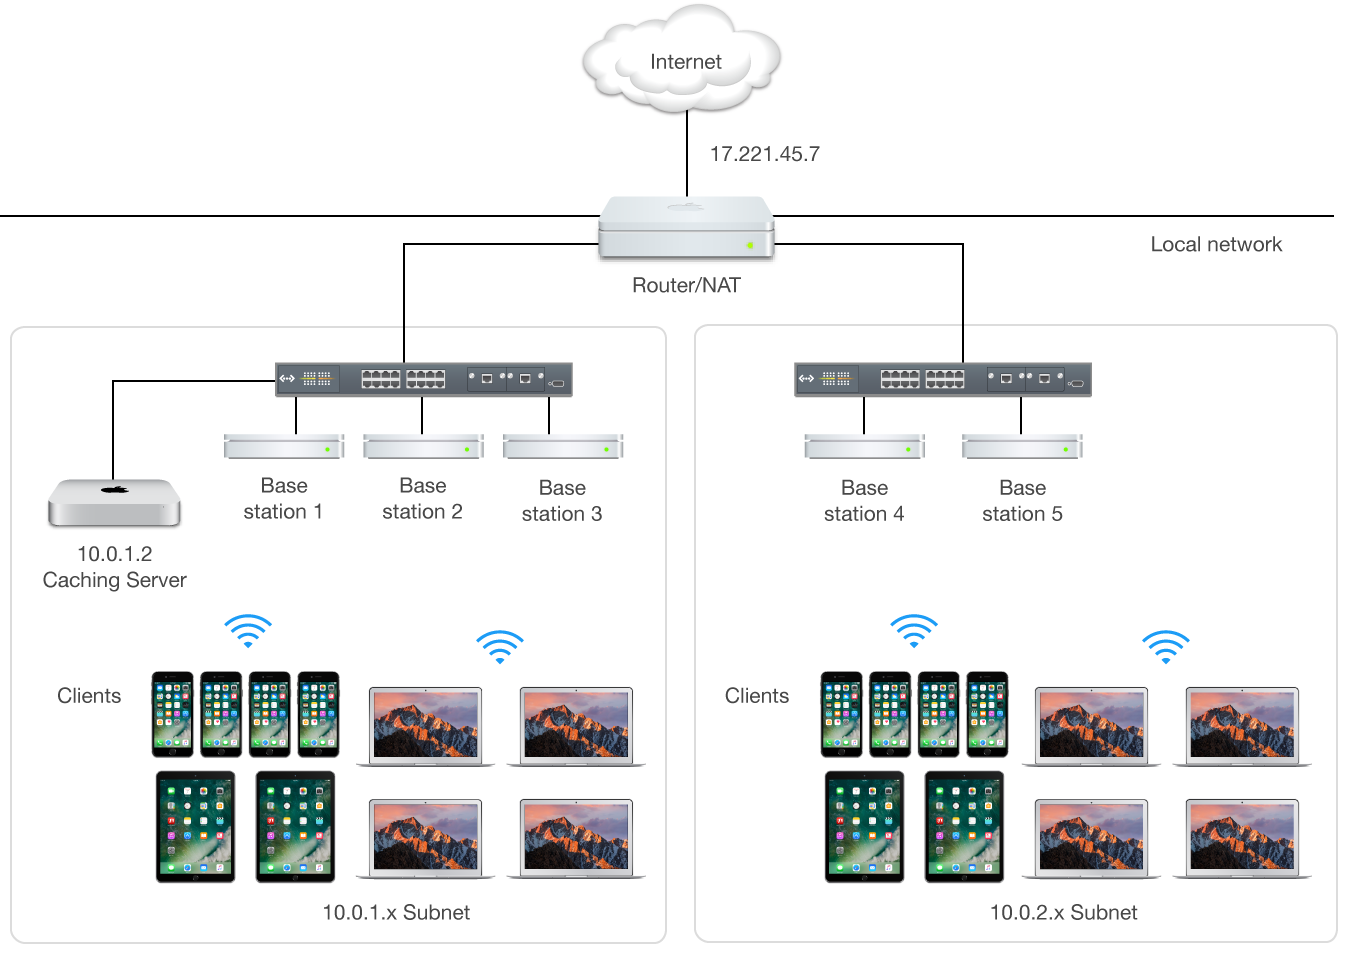 Internet
17.221.45.7
Local network
Router/NAT
Base
station 1
Base
station 2
Base
station 3
Base
station 4
Base
station 5
10.0.1.2
Caching Server
Clients
Clients
10.0.1.x Subnet
10.0.2.x Subnet